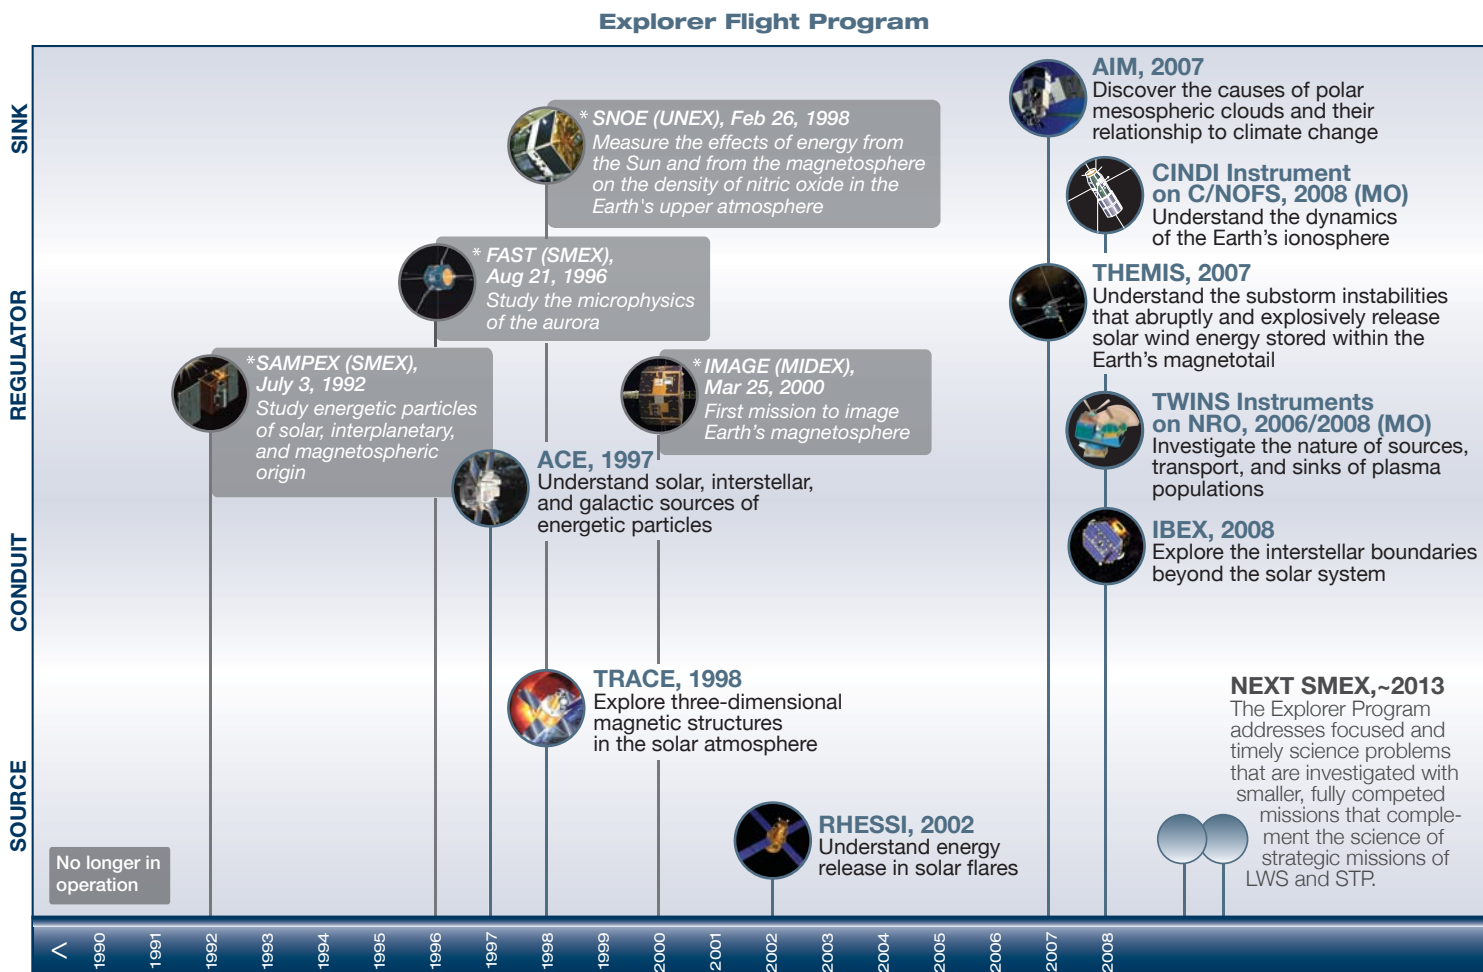 Explorer Flight Program
SINK
REGULATOR
CONDUIT
SOURCE
* SNOE (UNEX), Feb 26, 1998
Measure the effects of energy from
the Sun and from the magnetosphere
on the density of nitric oxide in the
Earth's upper atmosphere
* FAST (SMEX),
Aug 21, 1996
Study the microphysics
of the aurora
*SAMPEX (SMEX),
July 3, 1992
Study energetic particles
of solar, interplanetary,
and magnetospheric
origin
* IMAGE (MIDEX),
Mar 25, 2000
First mission to image
Earth's magnetosphere
ACE, 1997
Understand solar, interstellar,
and galactic sources of
energetic particles
TRACE, 1998
Explore three-dimensional
magnetic structures
in the solar atmosphere
RHESSI, 2002
Understand energy
release in solar flares
AIM, 2007
Discover the causes of polar
mesospheric clouds and their
relationship to climate change
CINDI Instrument
on C/NOFS, 2008 (MO)
Understand the dynamics
of the Earth's ionosphere
THEMIS, 2007
Understand the substorm instabilities
that abruptly and explosively release
solar wind energy stored within the
Earth's magnetotail
TWINS Instruments
on NRO, 2006/2008 (MO)
Investigate the nature of sources,
transport, and sinks of plasma
populations
IBEX, 2008
Explore the interstellar boundaries
beyond the solar system
NEXT SMEX,~2013
The Explorer Program
addresses focused and
timely science problems
that are investigated with
smaller, fully competed
missions that comple-
ment the science of
strategic missions of
LWS and STP.
No longer in
operation
<
1990
1991
1992
1993
1994
1995
1996
1997
1998
1999
2000
2001
2002
2003
2004
2005
2006
2007
2008